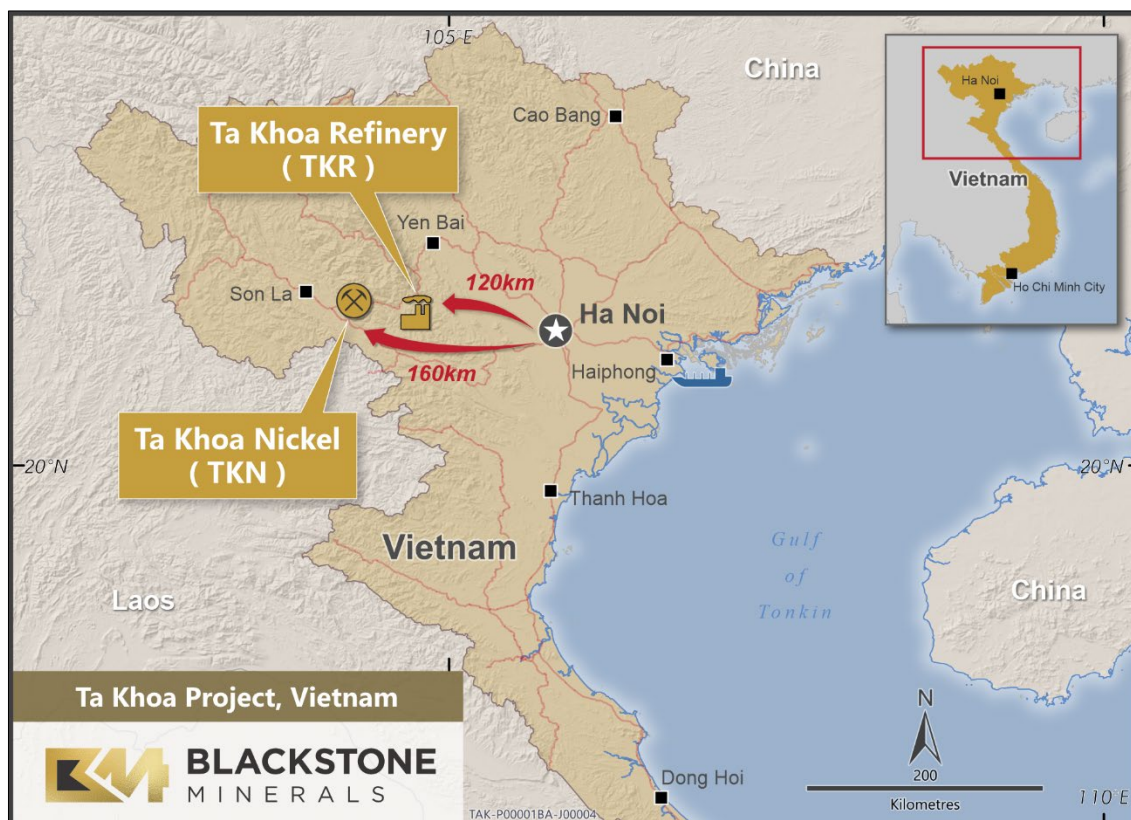 105°E
China
Cao Bang
Ha Noi
Vietnam
Ho Chi Minh City
Ta Khoa Refinery
( TKR )
Yen Bai
Son La
120km
Ha Noi
160km
Haiphong
Ta Khoa Nickel
( TKN )
20°N
20°N
Thanh Hoa
Vietnam
Gulf
of
Tonkin
Laos
China
Ta Khoa Project, Vietnam
BLACKSTONE
MINERALS
TAK-P00001BA-J00004
Dong Hoi
N
200
Kilometres
110°E